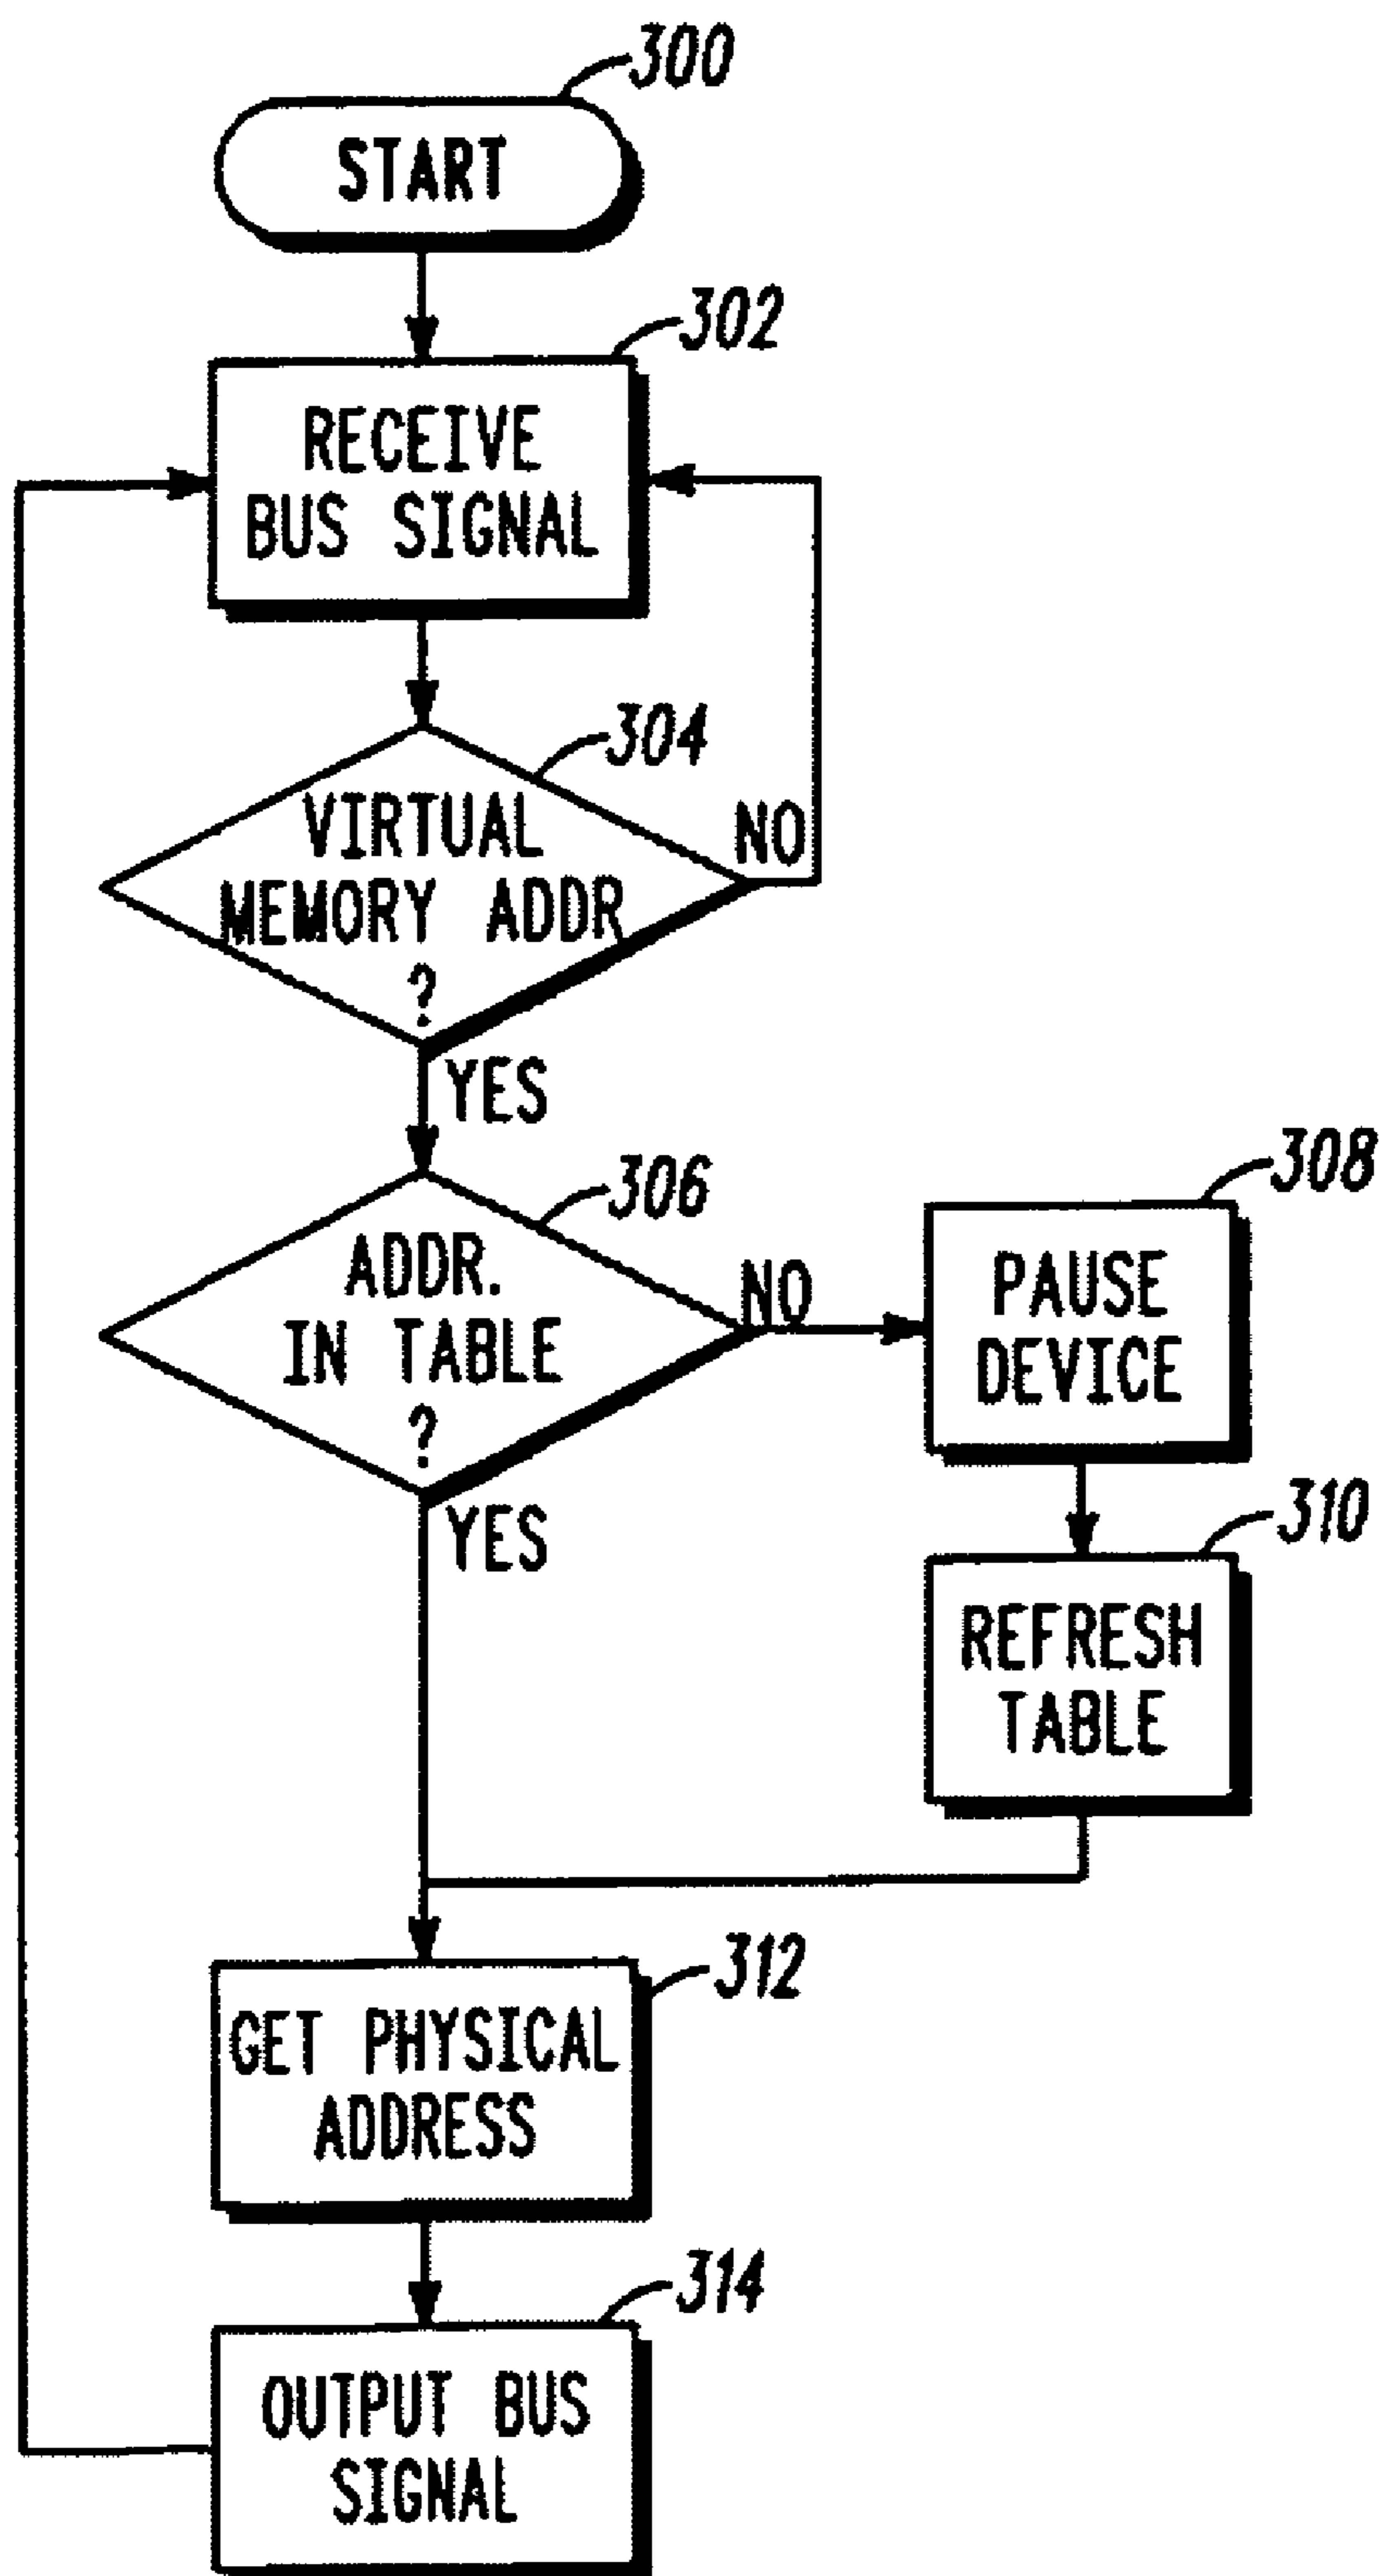 300
START
302
RECEIVE
BUS SIGNAL
304
VIRTUAL
MEMORY ADDR
?
NO
YES
306
ADDR.
IN TABLE
?
NO
YES
308
PAUSE
DEVICE
310
REFRESH
TABLE
312
GET PHYSICAL
ADDRESS
314
OUTPUT BUS
SIGNAL